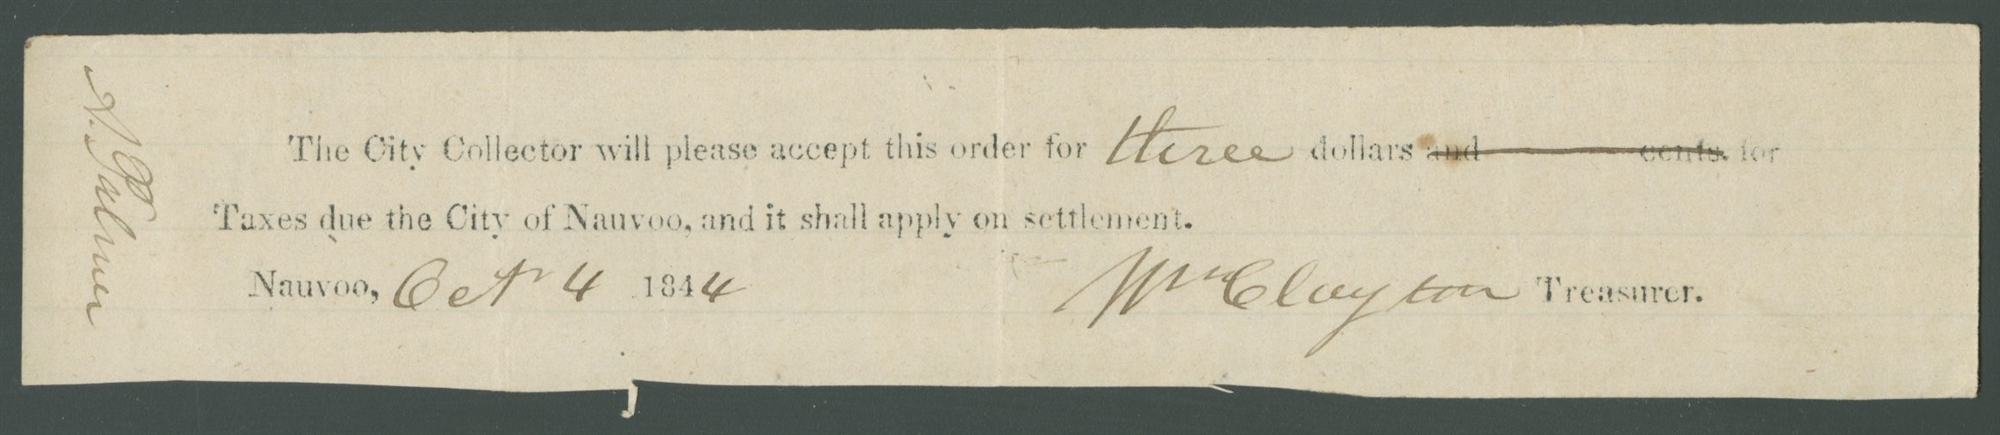 The City Collector will please accept this order for three dollars and cents. for
Taxes due the City of Nauvoo, and it shall apply on settlement.
Nauvoo, Oct 4 1844 Wm Clayton Treasurer.
Palmer